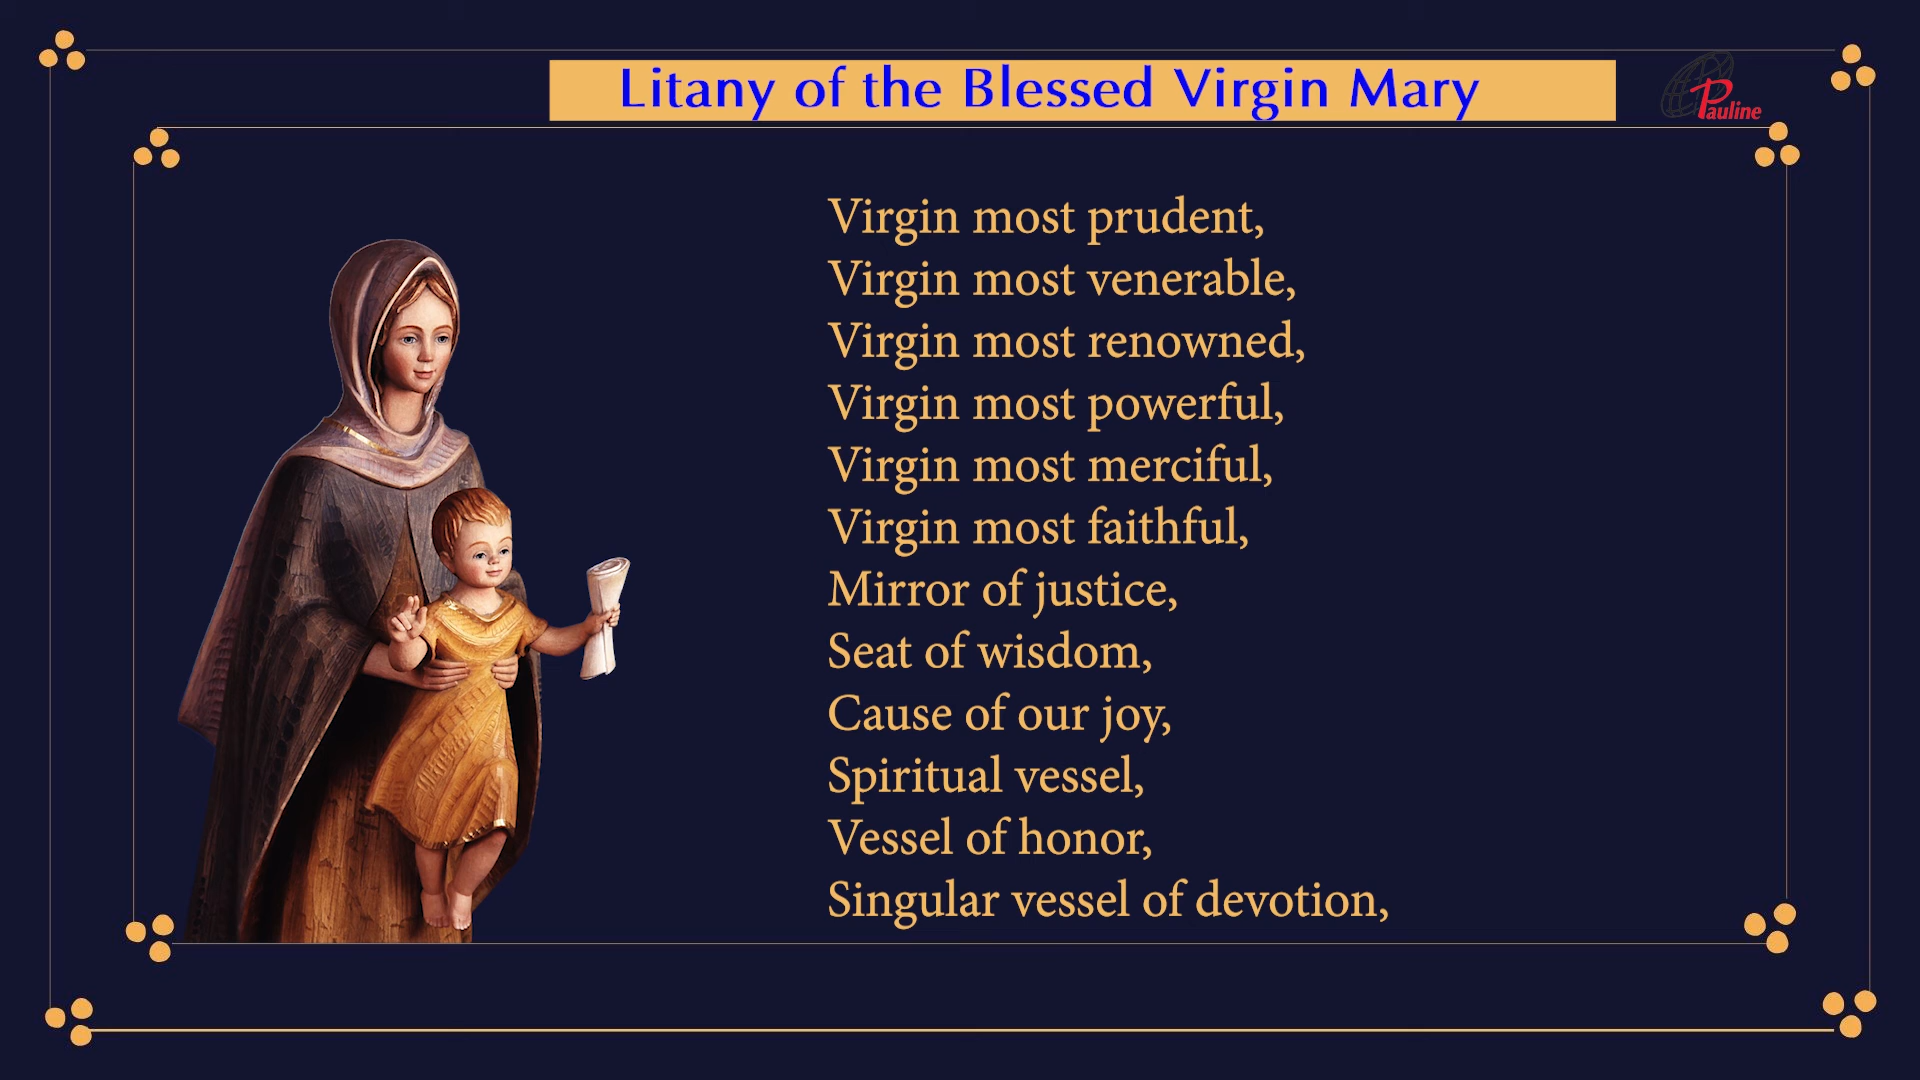 Litany of the Blessed Virgin Mary
Pauline
Virgin most prudent,
Virgin most venerable,
Virgin most renowned,
Virgin most powerful,
Virgin most merciful,
Virgin most faithful,
Mirror of justice,
Seat of wisdom,
Cause of our joy,
Spiritual vessel,
Vessel of honor,
Singular vessel of devotion,